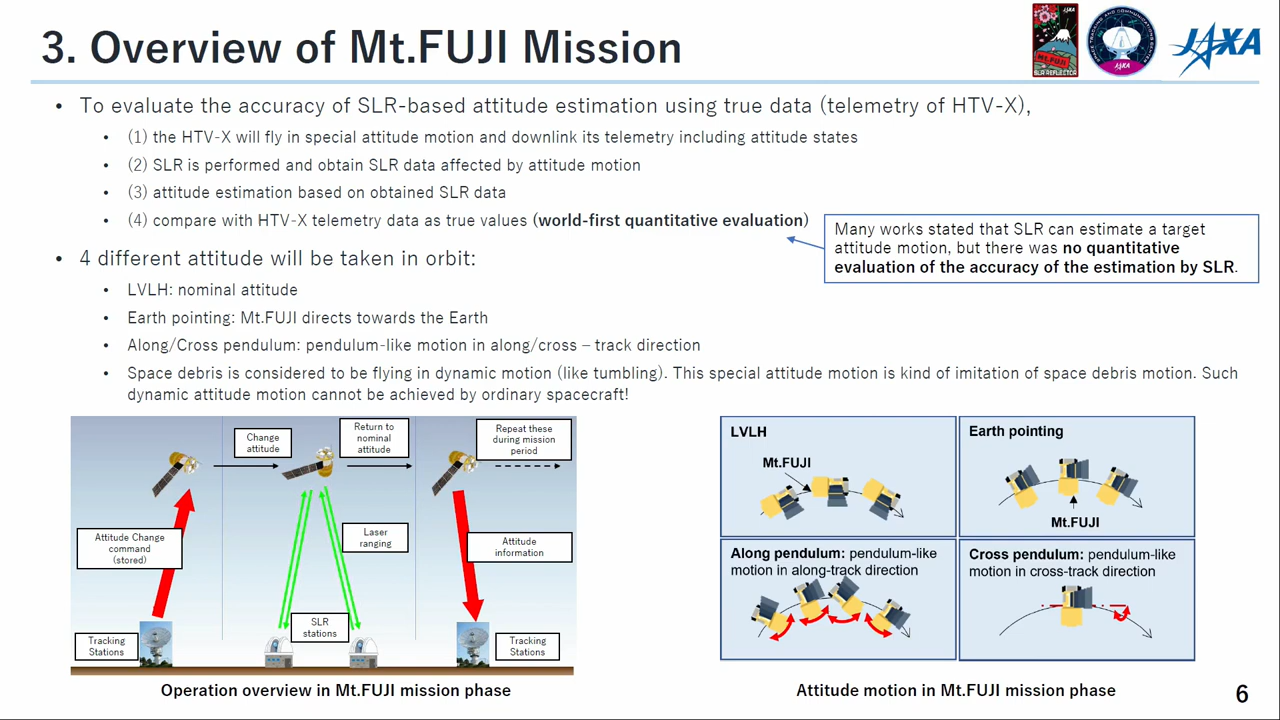 3. Overview of Mt.FUJI Mission
MT.FUJI
SLR REFLECTOR
JAXA
JAXA
• To evaluate the accuracy of SLR-based attitude estimation using true data (telemetry of HTV-X),
• (1) the HTV-X will fly in special attitude motion and downlink its telemetry including attitude states
• (2) SLR is performed and obtain SLR data affected by attitude motion
• (3) attitude estimation based on obtained SLR data
• (4) compare with HTV-X telemetry data as true values (world-first quantitative evaluation)
Many works stated that SLR can estimate a target
attitude motion, but there was no quantitative
evaluation of the accuracy of the estimation by SLR.
• 4 different attitude will be taken in orbit:
• LVLH: nominal attitude
• Earth pointing: Mt.FUJI directs towards the Earth
• Along/Cross pendulum: pendulum-like motion in along/cross – track direction
• Space debris is considered to be flying in dynamic motion (like tumbling). This special attitude motion is kind of imitation of space debris motion. Such
dynamic attitude motion cannot be achieved by ordinary spacecraft!
Change
attitude
Return to
nominal
attitude
Repeat these
during mission
period
Attitude Change
command
(stored)
Laser
ranging
Attitude
information
SLR
stations
Tracking
Stations
Tracking
Stations
Operation overview in Mt.FUJI mission phase
LVLH
Mt.FUJI
Earth pointing
Mt.FUJI
Along pendulum: pendulum-like
motion in along-track direction
Cross pendulum: pendulum-like
motion in cross-track direction
Attitude motion in Mt.FUJI mission phase
6